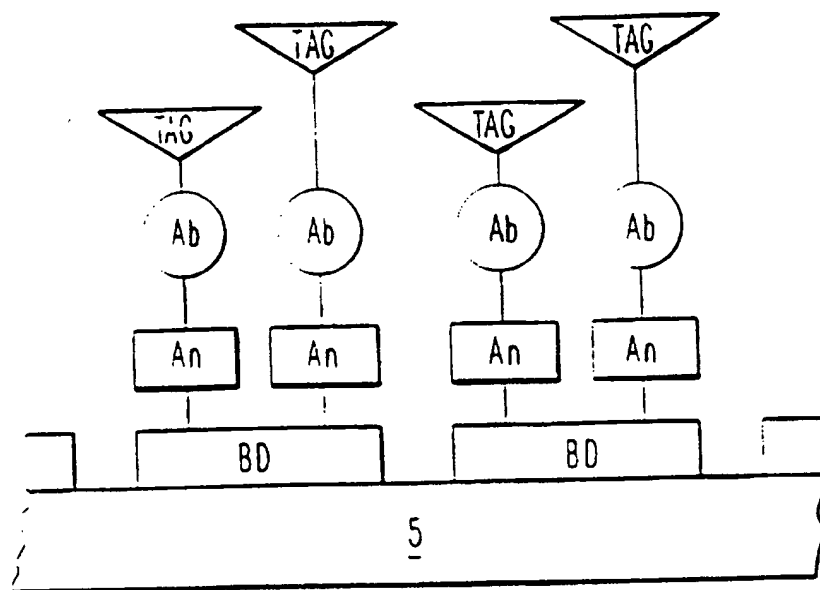 TAG TAG
TAG TAG
Ab Ab Ab Ab
An An An An
BD BD
5